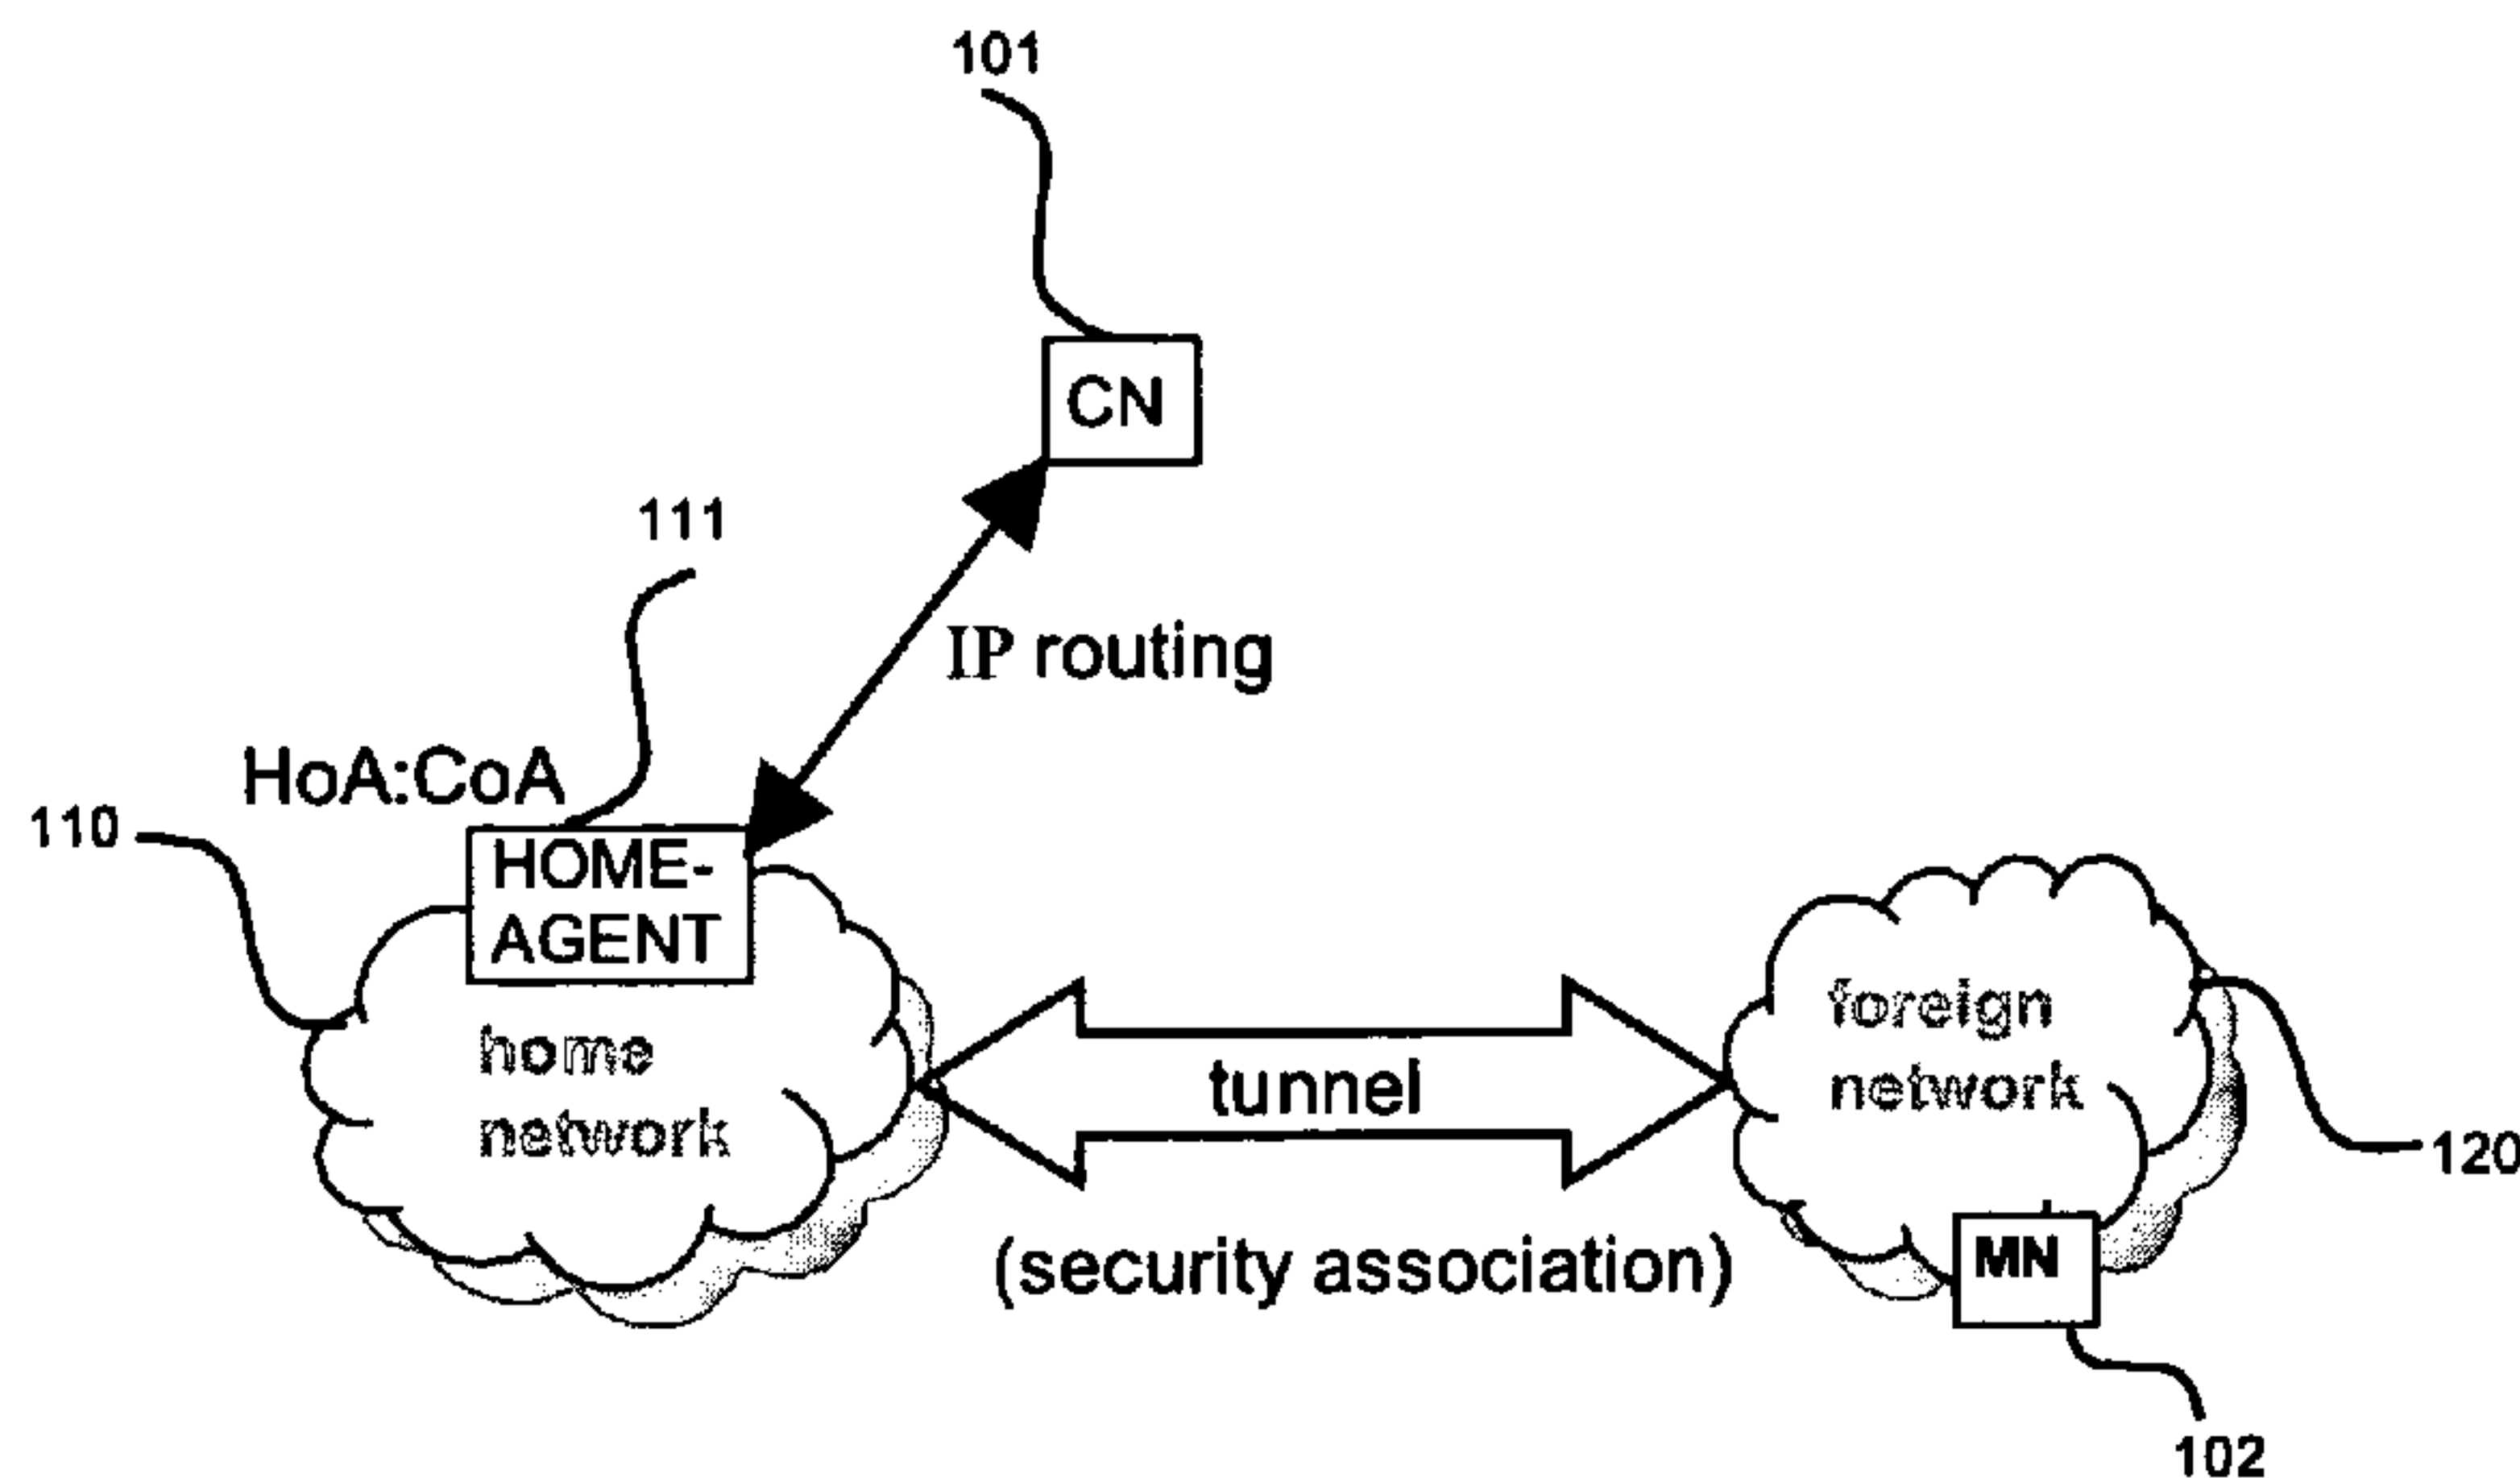 101
CN
111
IP routing
HoA:CoA
110
HOME-
AGENT
home
network
tunnel
(security association)
foreign
network
120
MN
102